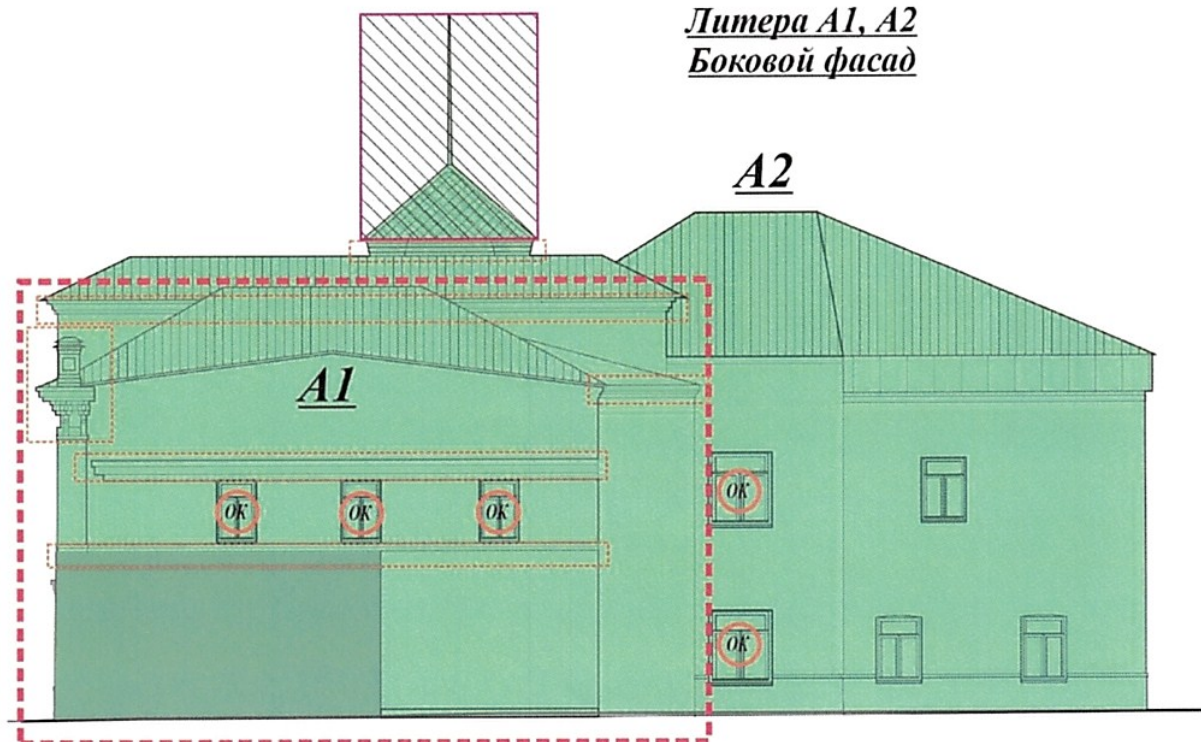 Литера А1, А2
Боковой фасад
А2
А1
ОК ОК ОК ОК
ОК